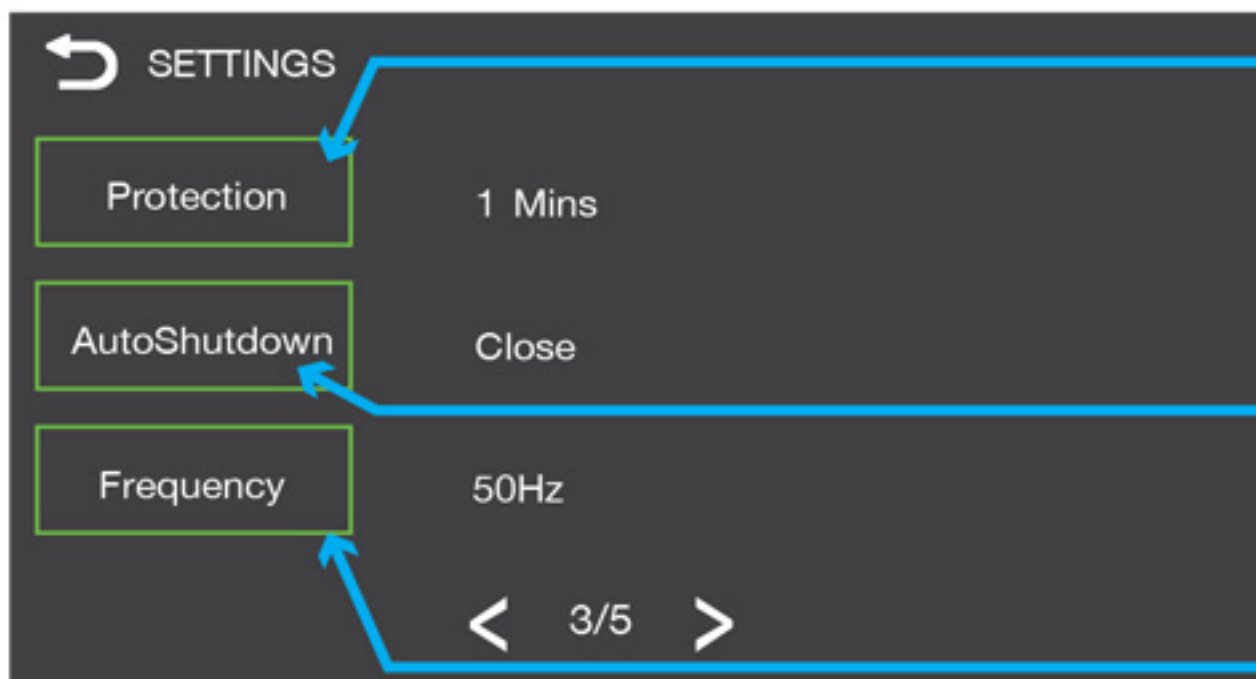 SETTINGS
Protection 1 Mins
AutoShutdown Close
Frequency 50Hz
< 3/5 >